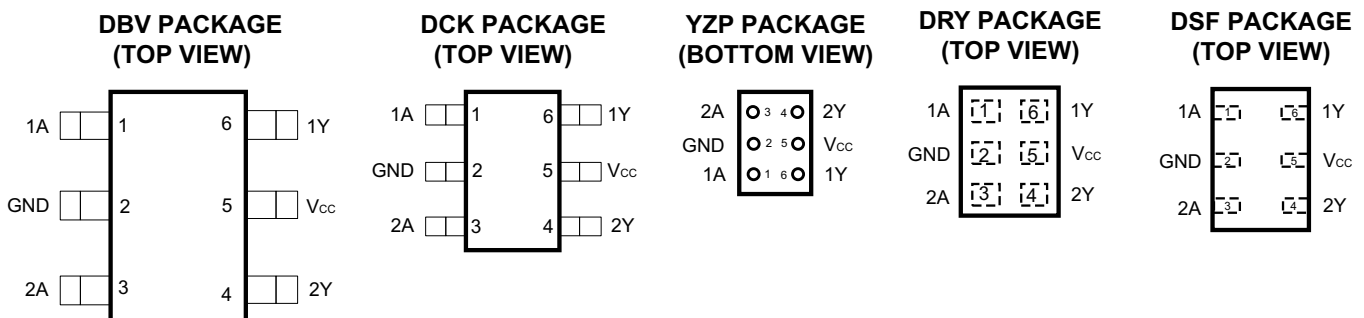 DBV PACKAGE
(TOP VIEW)
1A 1 6 1Y
GND 2 5 VCC
2A 3 4 2Y
DCK PACKAGE
(TOP VIEW)
1A 1 6 1Y
GND 2 5 VCC
2A 3 4 2Y
YZP PACKAGE
(BOTTOM VIEW)
2A 3 4 2Y
GND 2 5 VCC
1A 1 6 1Y
DRY PACKAGE
(TOP VIEW)
1A 1 6 1Y
GND 2 5 VCC
2A 3 4 2Y
DSF PACKAGE
(TOP VIEW)
1A 1 6 1Y
GND 2 5 VCC
2A 3 4 2Y